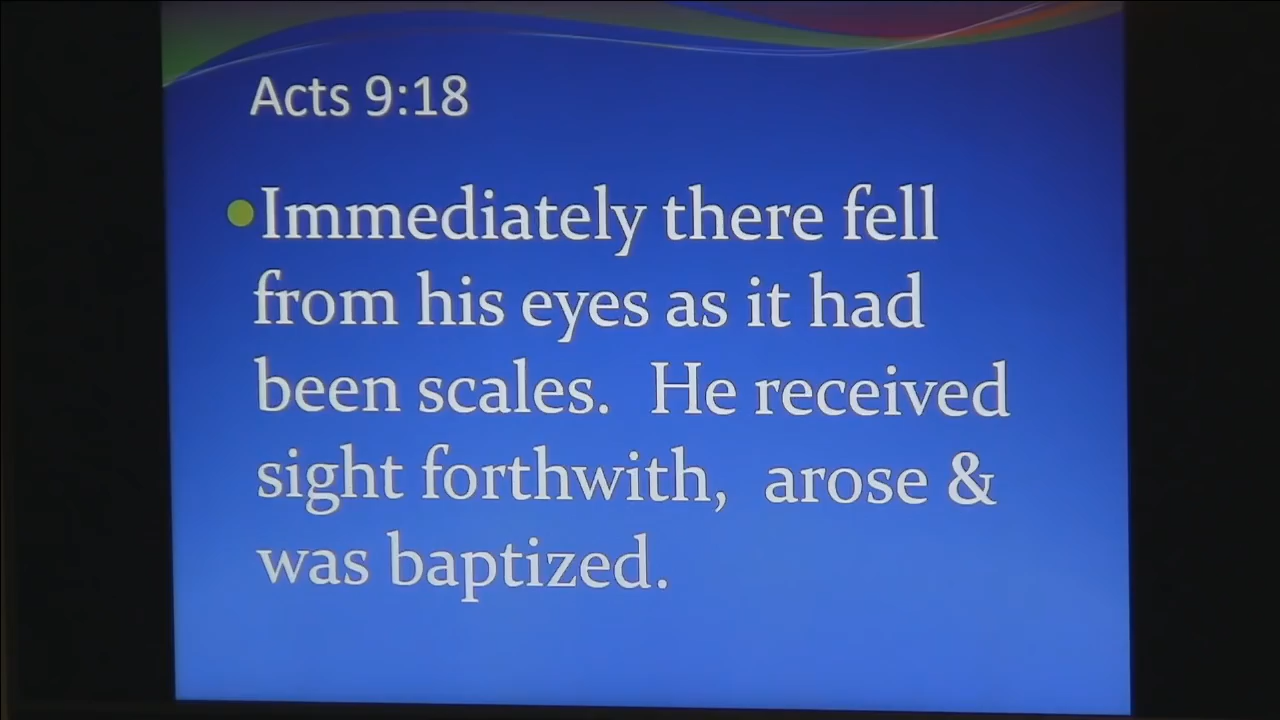 Acts 9:18
Immediately there fell
from his eyes as it had
been scales.  He received
sight forthwith,  arose &
was baptized.